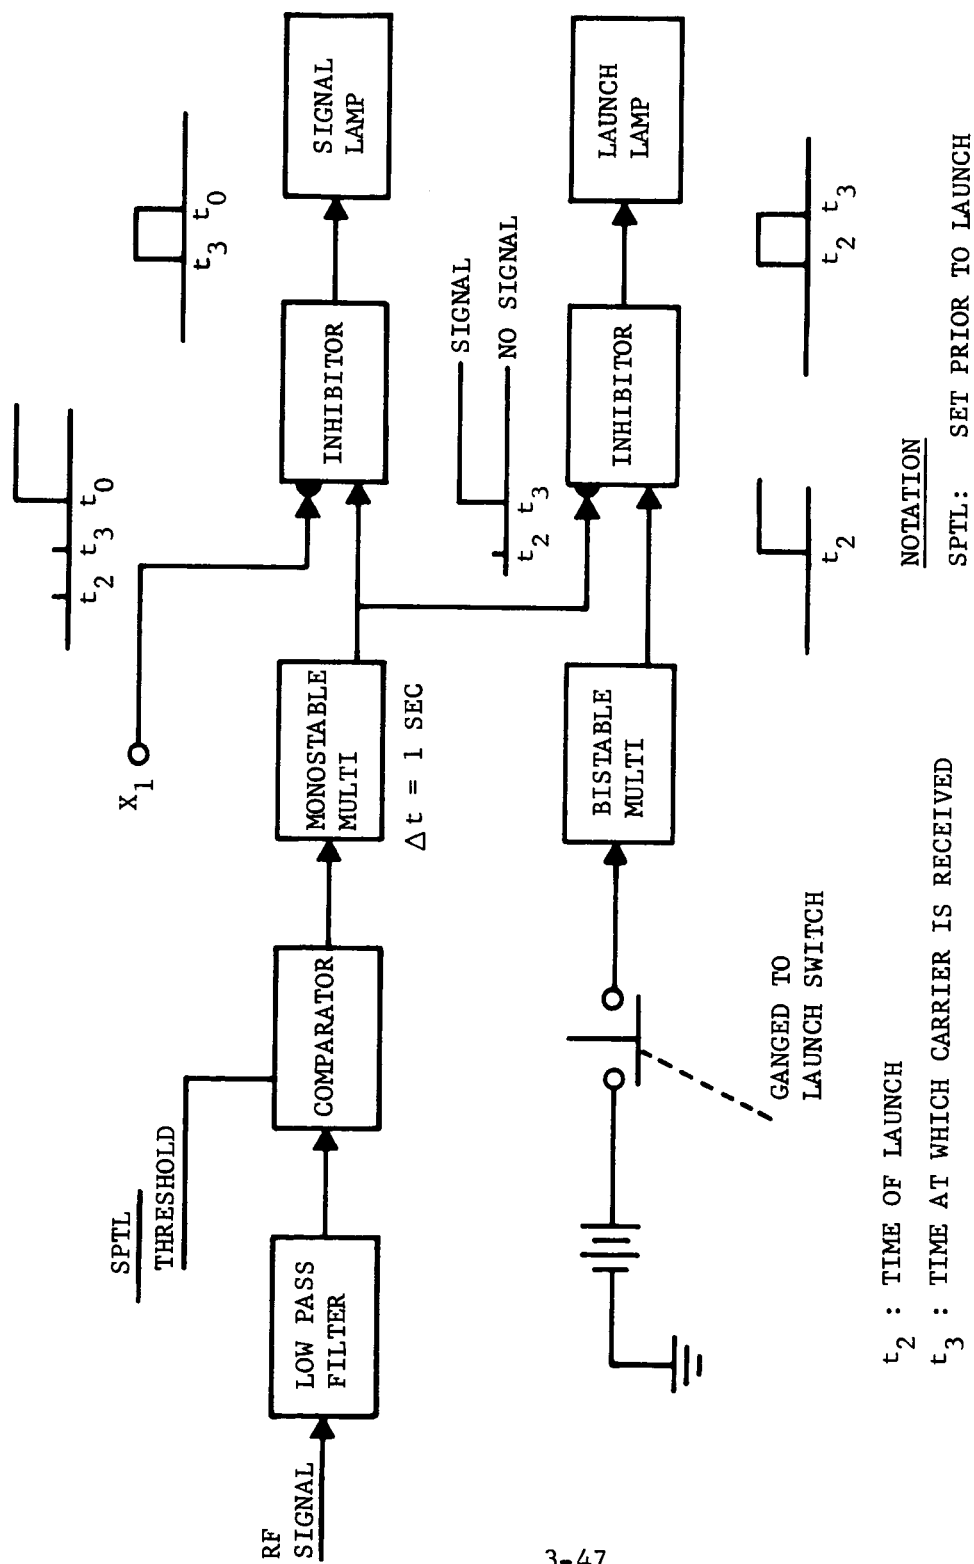 RF
SIGNAL
LOW PASS
FILTER
SPTL
THRESHOLD
COMPARATOR
MONOSTABLE
MULTI
Δt = 1 SEC
X1
t2 t3 t0
INHIBITOR
t3 t0
SIGNAL
LAMP
SIGNAL
NO SIGNAL
t2 t3
GANGED TO
LAUNCH SWITCH
BISTABLE
MULTI
t2
INHIBITOR
LAUNCH
LAMP
t2 t3
NOTATION
t2 : TIME OF LAUNCH
SPTL: SET PRIOR TO LAUNCH
t3 : TIME AT WHICH CARRIER IS RECEIVED
3-47